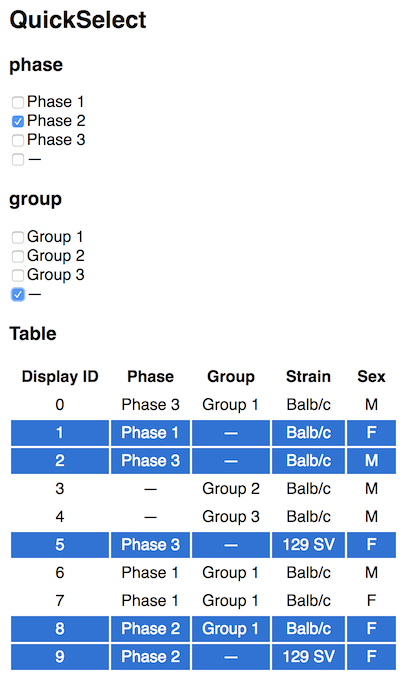 QuickSelect
phase
Phase 1
Phase 2
Phase 3
—
group
Group 1
Group 2
Group 3
—
Table
Display ID Phase Group Strain Sex
0 Phase 3 Group 1 Balb/c M
1 Phase 1 — Balb/c F
2 Phase 3 — Balb/c M
3 — Group 2 Balb/c M
4 — Group 3 Balb/c M
5 Phase 3 — 129 SV F
6 Phase 1 Group 1 Balb/c M
7 Phase 1 Group 1 Balb/c F
8 Phase 2 Group 1 Balb/c F
9 Phase 2 — 129 SV F